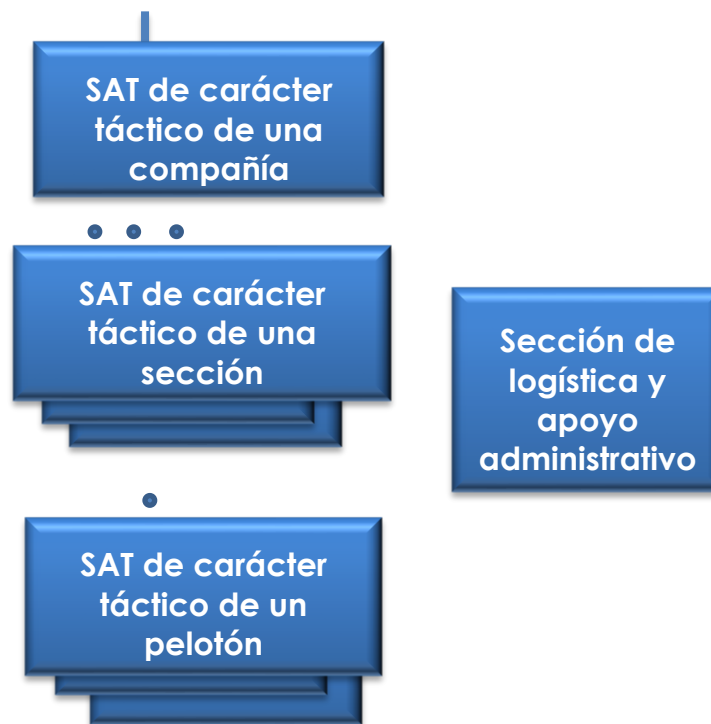 SAT de carácter
táctico de una
compañía
SAT de carácter
táctico de una
sección
Sección de
logística y
apoyo
administrativo
SAT de carácter
táctico de un
pelotón